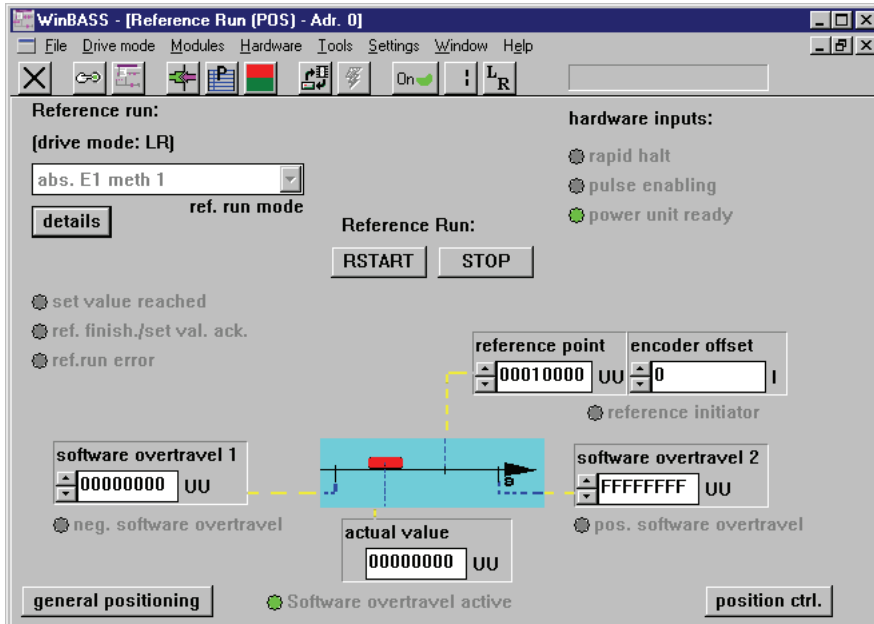 WinBASS - [Reference Run (POS) - Adr. 0]
File Drive mode Modules Hardware Tools Settings Window Help
P On LR
Reference run:
hardware inputs:
(drive mode: LR)
rapid halt
abs. E1 meth 1
pulse enabling
ref. run mode
power unit ready
details
Reference Run:
RSTART STOP
set value reached
ref. finish./set val. ack.
ref.run error
reference point encoder offset
00010000 UU 0 I
reference initiator
software overtravel 1
software overtravel 2
00000000 UU
s
FFFFFFFF UU
neg. software overtravel
pos. software overtravel
actual value
00000000 UU
general positioning
Software overtravel active
position ctrl.